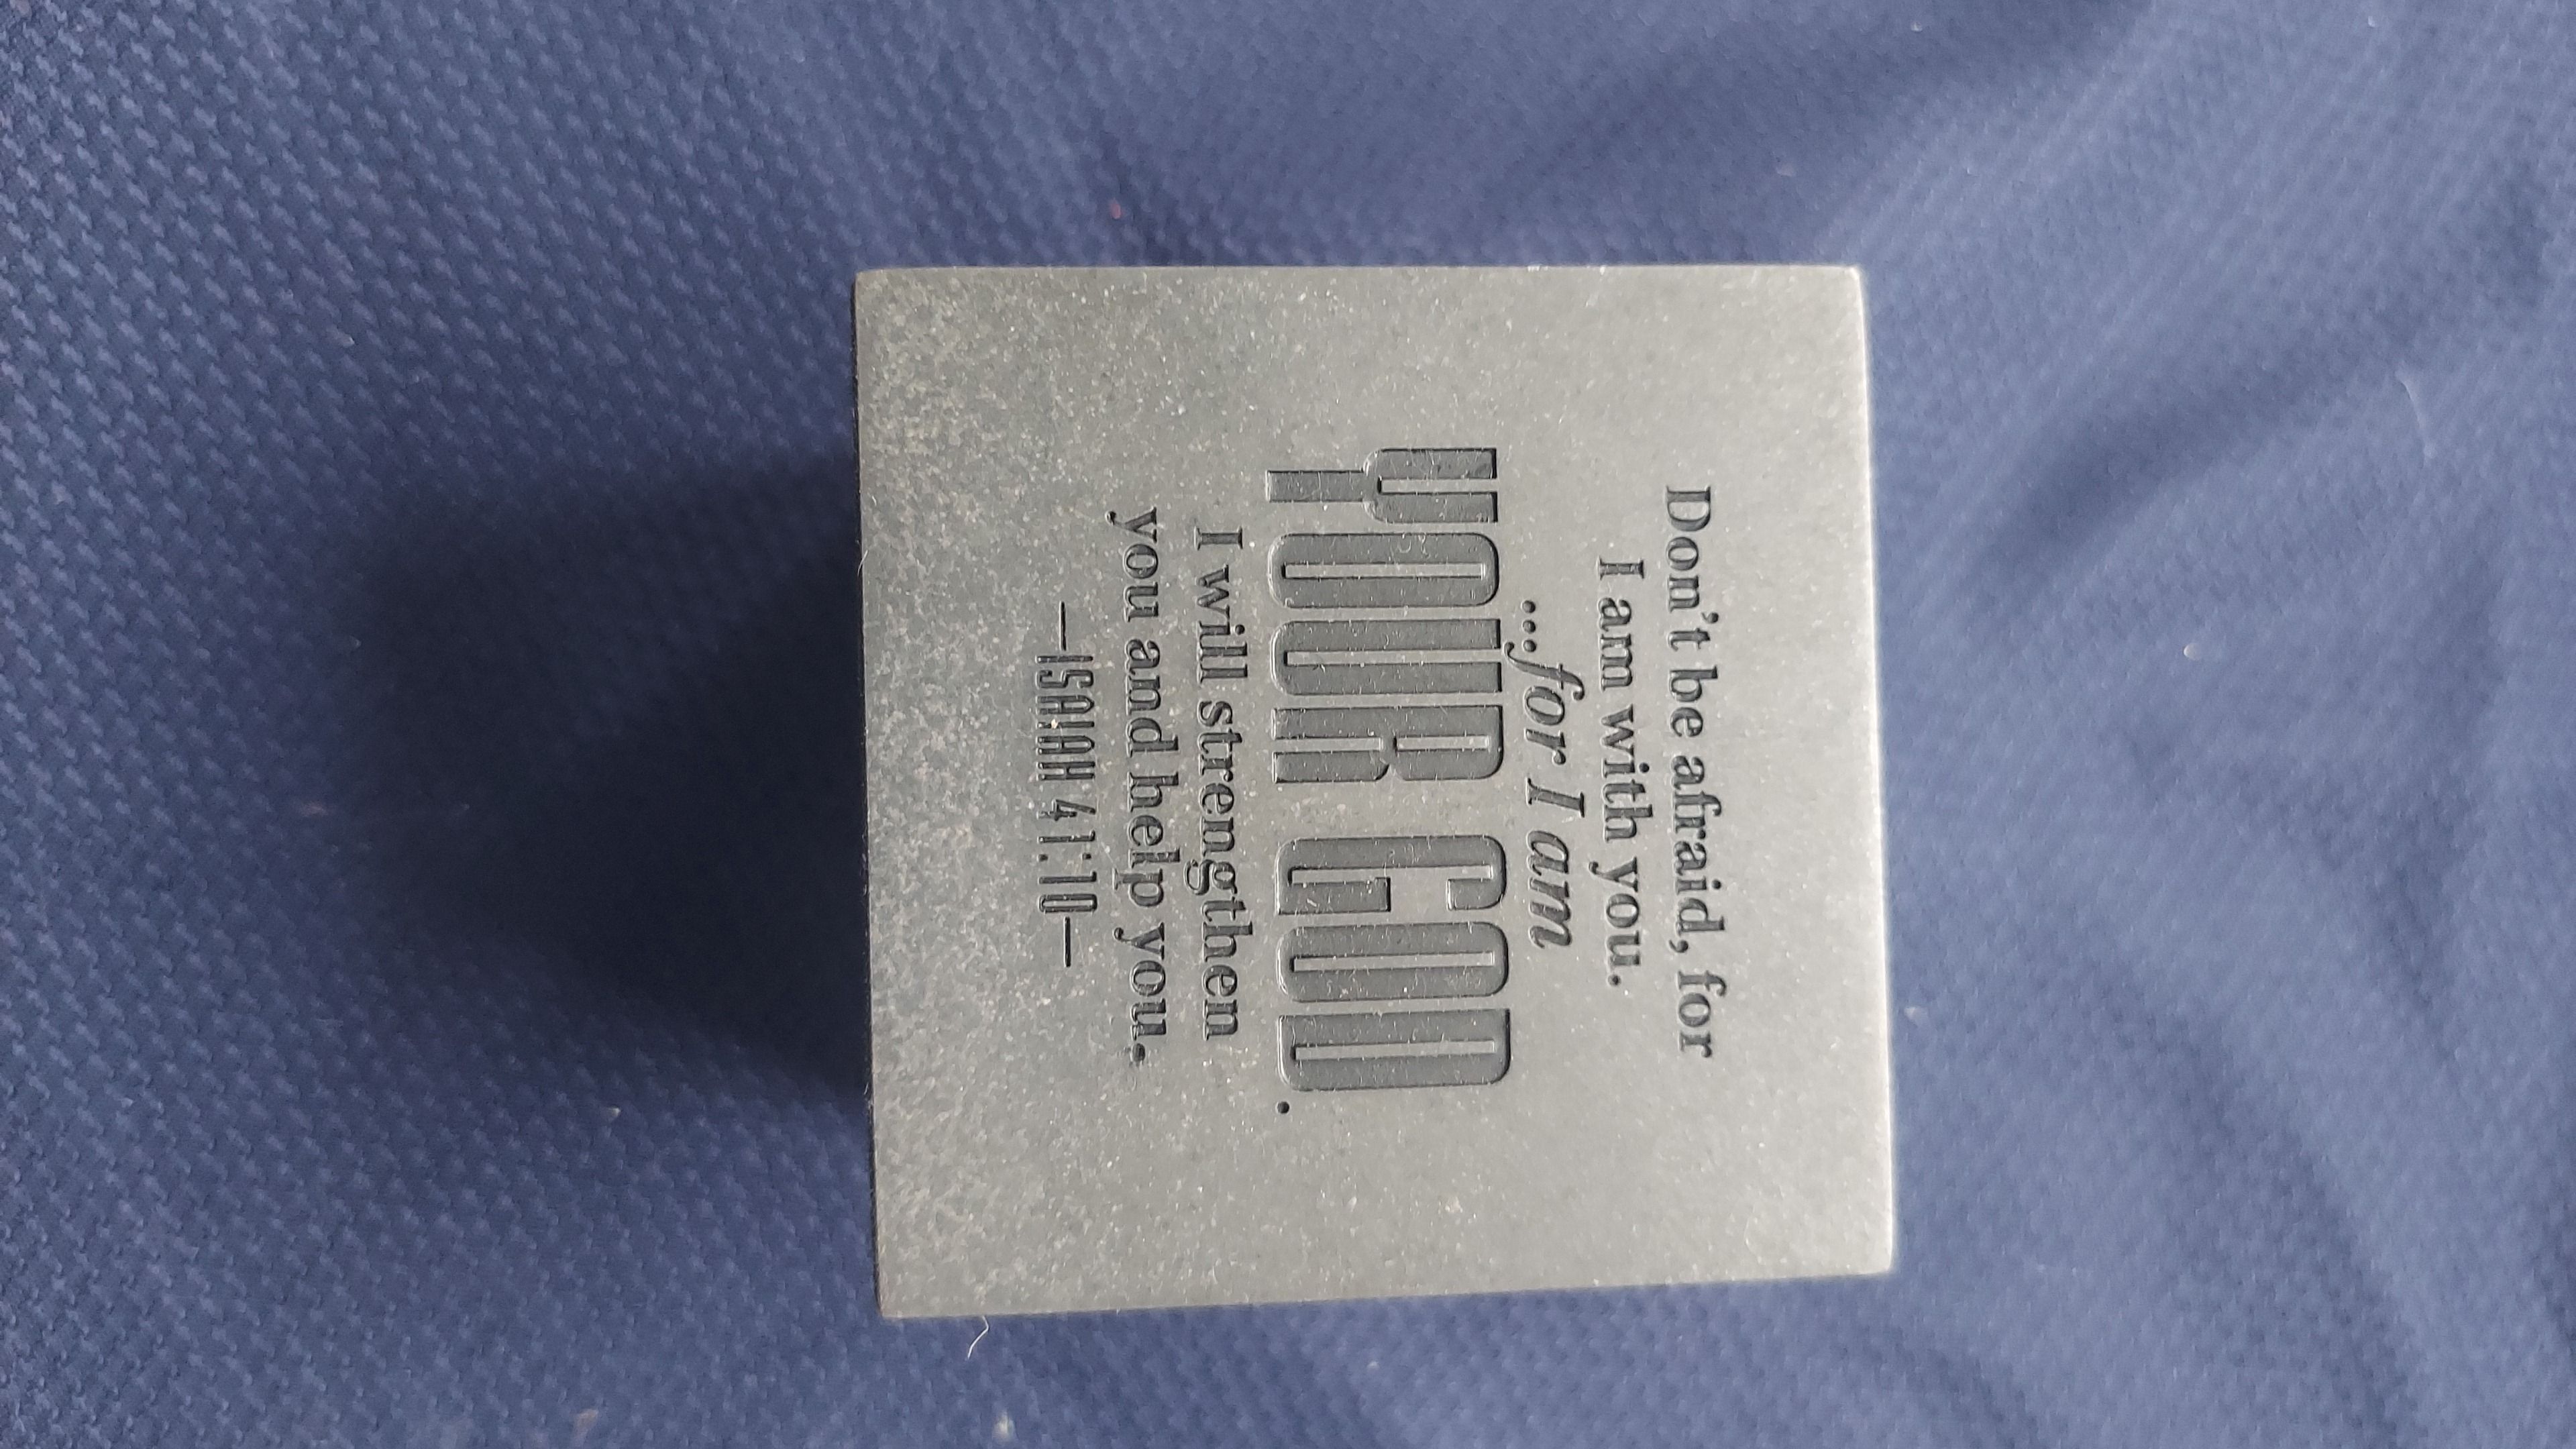 Don't be afraid, for
I am with you.
...for I am
YOUR GOD.
I will strengthen
you and help you.
—ISAIAH 41:10—